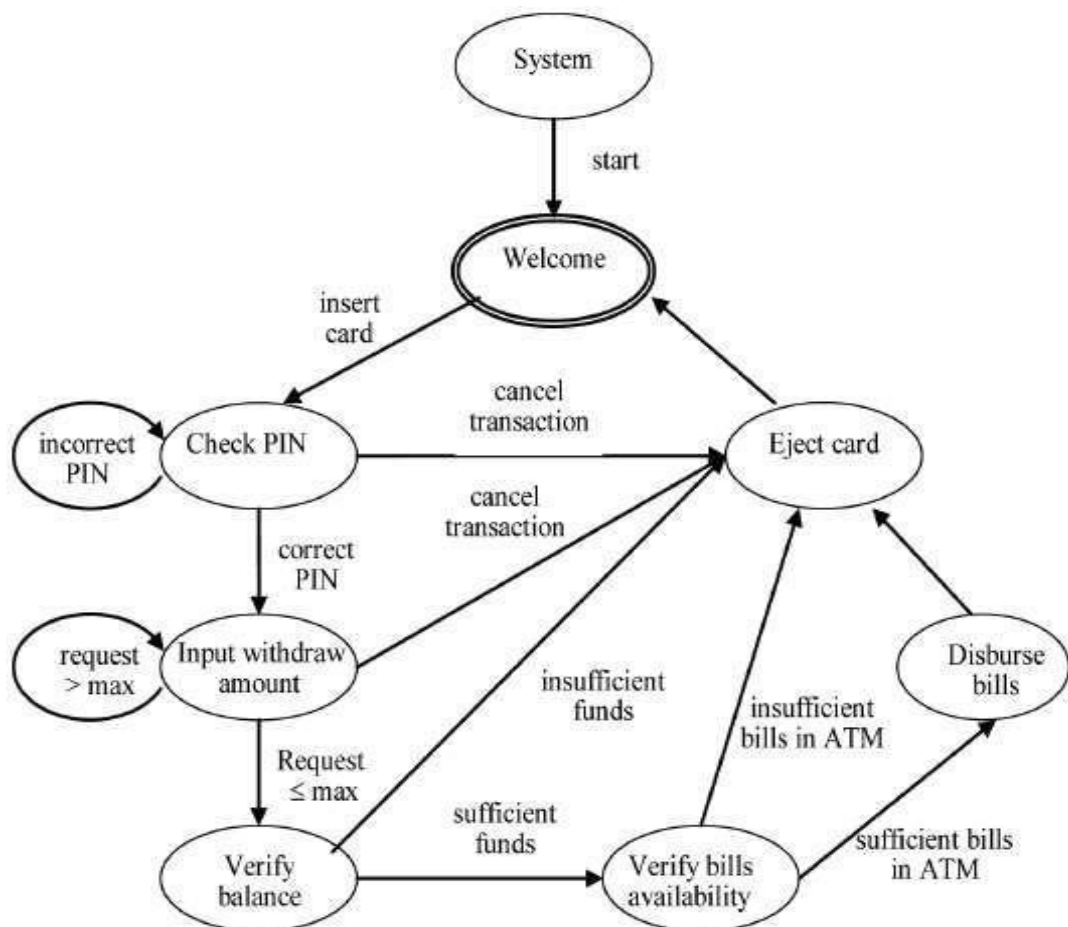 System
start
Welcome
insert
card
cancel
transaction
incorrect
PIN
Check PIN
Eject card
cancel
transaction
correct
PIN
request
> max
Input withdraw
amount
insufficient
funds
insufficient
bills in ATM
Disburse
bills
Request
≤ max
sufficient
funds
Verify
balance
Verify bills
availability
sufficient bills
in ATM